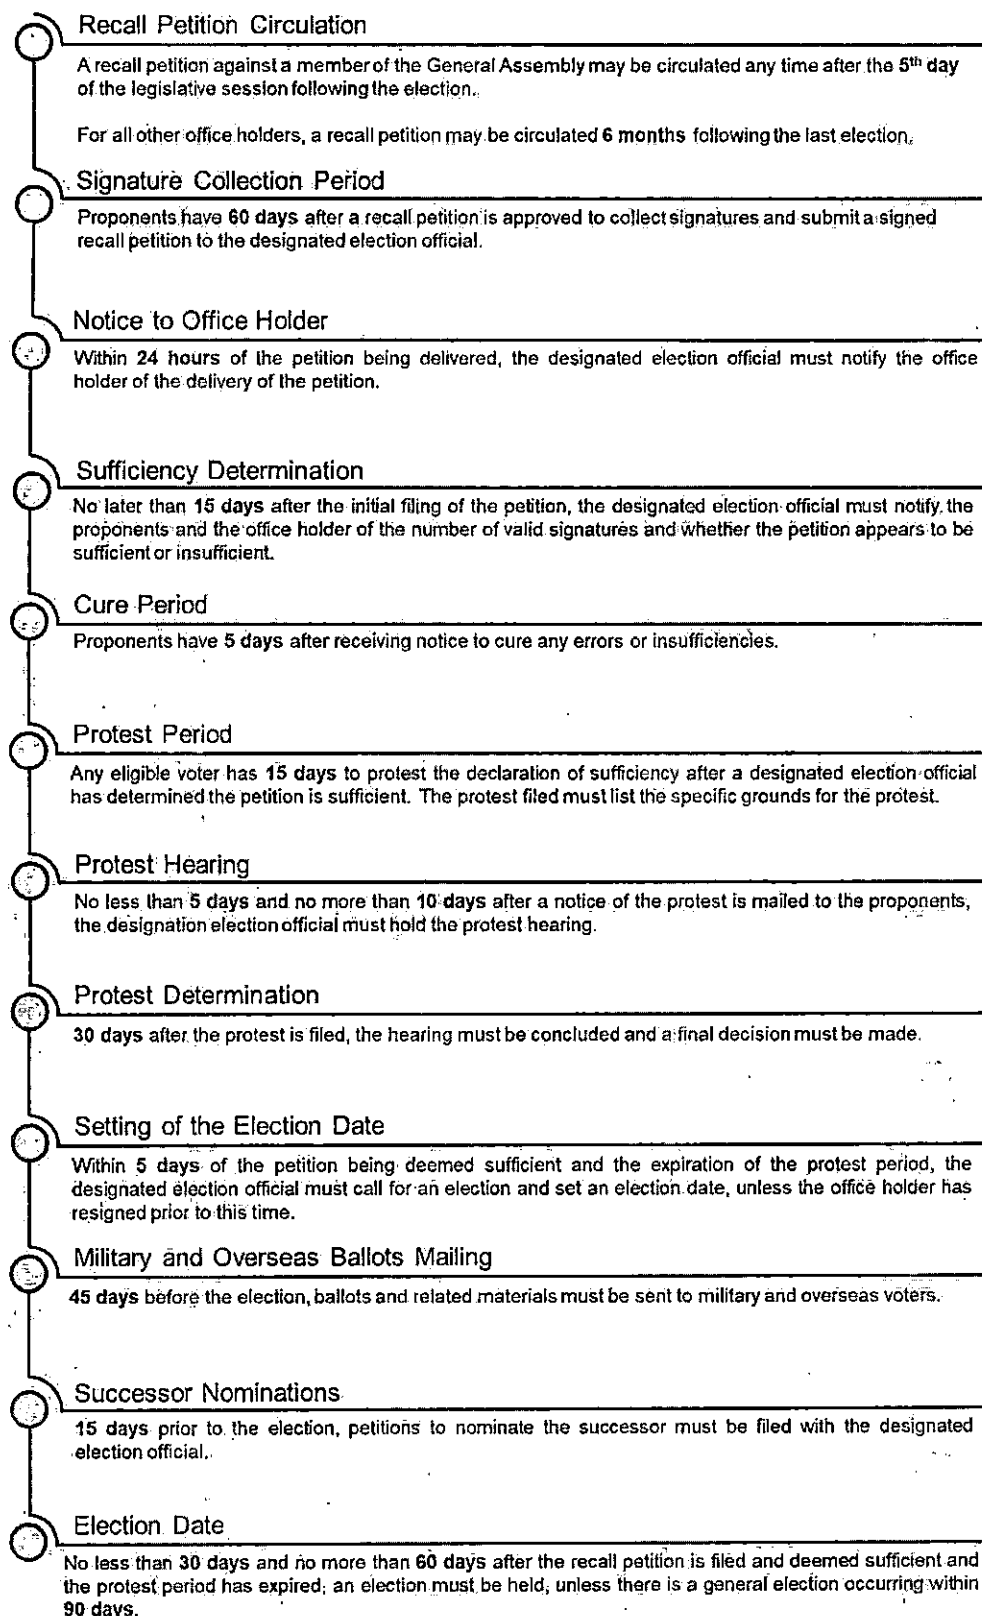 Recall Petition Circulation
A recall petition against a member of the General Assembly may be circulated any time after the 5th day
of the legislative session following the election.
For all other office holders, a recall petition may be circulated 6 months following the last election.
Signature Collection Period
Proponents have 60 days after a recall petition is approved to collect signatures and submit a signed
recall petition to the designated election official.
Notice to Office Holder
Within 24 hours of the petition being delivered, the designated election official must notify the office
holder of the delivery of the petition.
Sufficiency Determination
No later than 15 days after the initial filing of the petition, the designated election official must notify the
proponents and the office holder of the number of valid signatures and whether the petition appears to be
sufficient or insufficient.
Cure Period
Proponents have 5 days after receiving notice to cure any errors or insufficiencies.
Protest Period
Any eligible voter has 15 days to protest the declaration of sufficiency after a designated election official
has determined the petition is sufficient. The protest filed must list the specific grounds for the protest.
Protest Hearing
No less than 5 days and no more than 10 days after a notice of the protest is mailed to the proponents,
the designation election official must hold the protest hearing.
Protest Determination
30 days after the protest is filed, the hearing must be concluded and a final decision must be made.
Setting of the Election Date
Within 5 days of the petition being deemed sufficient and the expiration of the protest period, the
designated election official must call for an election and set an election date, unless the office holder has
resigned prior to this time.
Military and Overseas Ballots Mailing
45 days before the election, ballots and related materials must be sent to military and overseas voters.
Successor Nominations
15 days prior to the election, petitions to nominate the successor must be filed with the designated
election official.
Election Date
No less than 30 days and no more than 60 days after the recall petition is filed and deemed sufficient and
the protest period has expired, an election must be held, unless there is a general election occurring within
90 days.